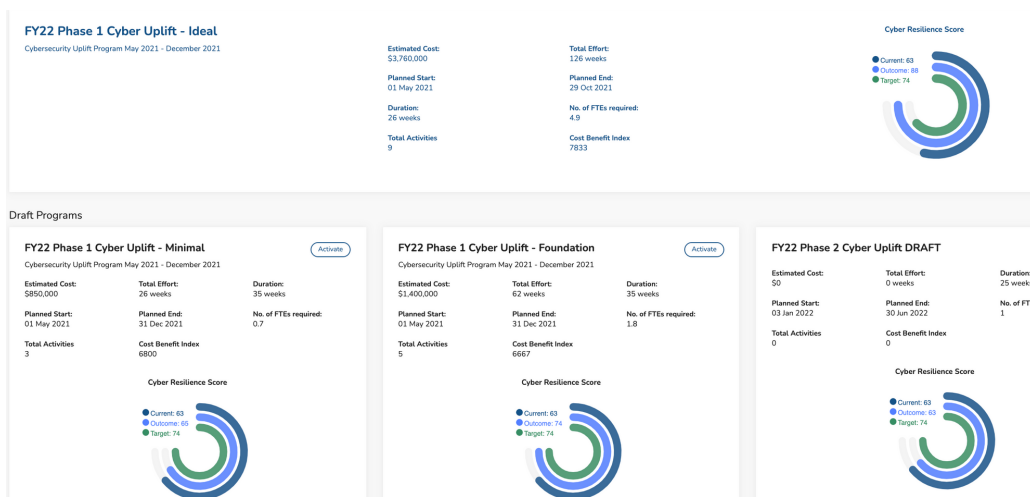 FY22 Phase 1 Cyber Uplift - Ideal
Cybersecurity Uplift Program May 2021 - December 2021
Estimated Cost:
$3,760,000
Total Effort:
126 weeks
Planned Start:
01 May 2021
Planned End:
29 Oct 2021
Duration:
26 weeks
No. of FTEs required:
4.9
Total Activities
9
Cost Benefit Index
7833
Cyber Resilience Score
Current: 63
Outcome: 88
Target: 74
Draft Programs
FY22 Phase 1 Cyber Uplift - Minimal
Activate
Cybersecurity Uplift Program May 2021 - December 2021
Estimated Cost:
$850,000
Total Effort:
26 weeks
Duration:
35 weeks
Planned Start:
01 May 2021
Planned End:
31 Dec 2021
No. of FTEs required:
0.7
Total Activities
3
Cost Benefit Index
6800
Cyber Resilience Score
Current: 63
Outcome: 65
Target: 74
FY22 Phase 1 Cyber Uplift - Foundation
Activate
Cybersecurity Uplift Program May 2021 - December 2021
Estimated Cost:
$1,400,000
Total Effort:
62 weeks
Duration:
35 weeks
Planned Start:
01 May 2021
Planned End:
31 Dec 2021
No. of FTEs required:
1.8
Total Activities
5
Cost Benefit Index
6667
Cyber Resilience Score
Current: 63
Outcome: 74
Target: 74
FY22 Phase 2 Cyber Uplift DRAFT
Estimated Cost:
$0
Total Effort:
0 weeks
Duration:
25 week
Planned Start:
03 Jan 2022
Planned End:
30 Jun 2022
No. of FT
1
Total Activities
0
Cost Benefit Index
0
Cyber Resilience Score
Current: 63
Outcome: 63
Target: 74